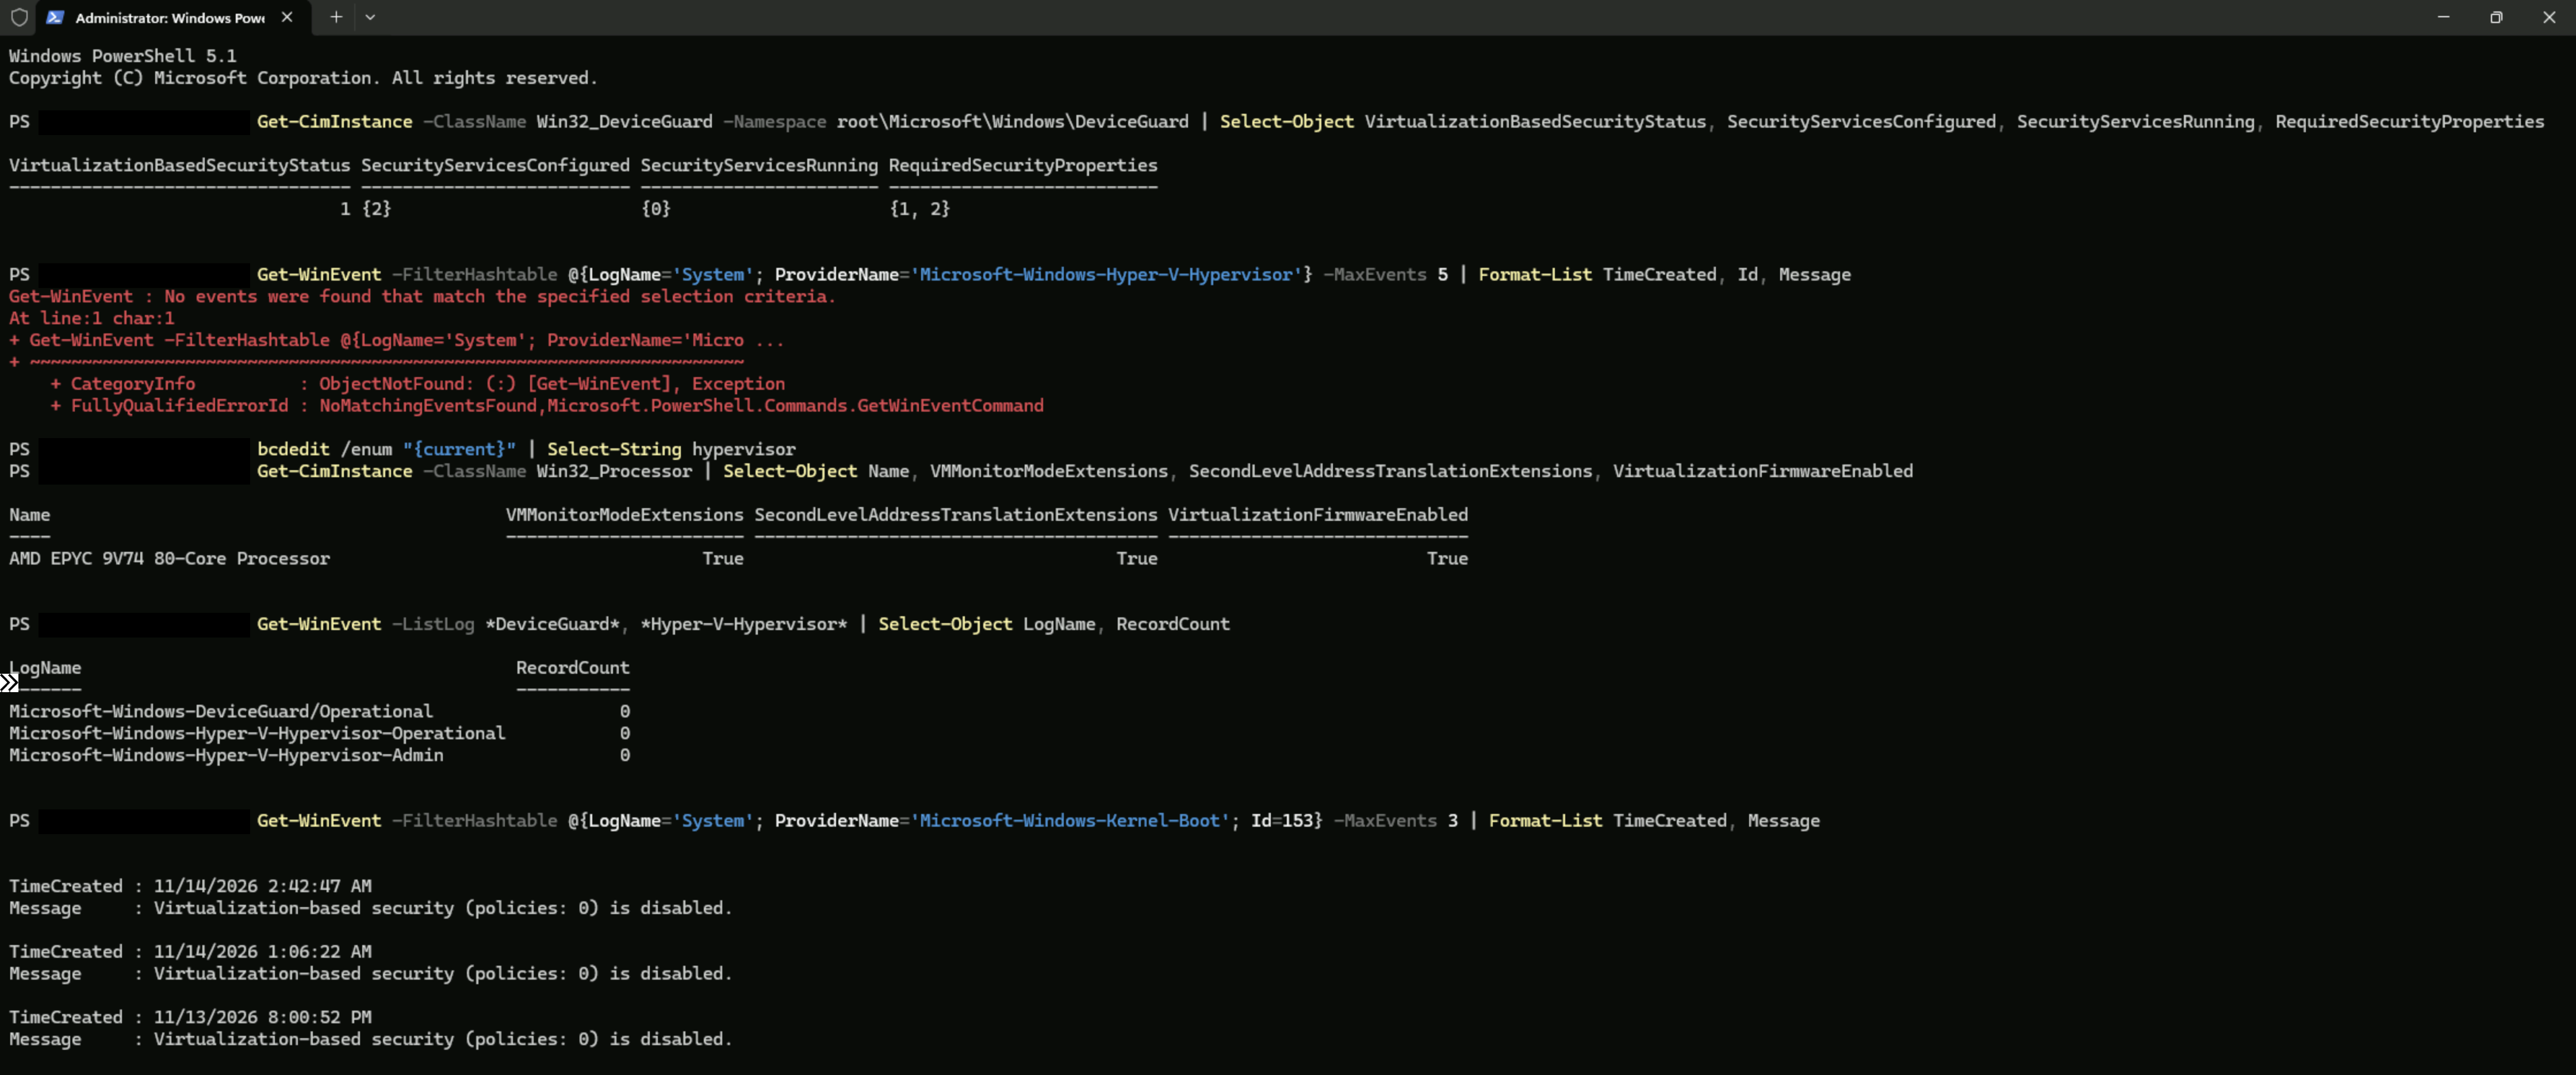 Administrator: Windows Powe
Windows PowerShell 5.1
Copyright (C) Microsoft Corporation. All rights reserved.
PS Get-CimInstance -ClassName Win32_DeviceGuard -Namespace root\Microsoft\Windows\DeviceGuard | Select-Object VirtualizationBasedSecurityStatus, SecurityServicesConfigured, SecurityServicesRunning, RequiredSecurityProperties
VirtualizationBasedSecurityStatus SecurityServicesConfigured SecurityServicesRunning RequiredSecurityProperties
--------------------------------- -------------------------- ----------------------- --------------------------
1 {2} {0} {1, 2}
PS Get-WinEvent -FilterHashtable @{LogName='System'; ProviderName='Microsoft-Windows-Hyper-V-Hypervisor'} -MaxEvents 5 | Format-List TimeCreated, Id, Message
Get-WinEvent : No events were found that match the specified selection criteria.
At line:1 char:1
+ Get-WinEvent -FilterHashtable @{LogName='System'; ProviderName='Micro ...
+ ~~~~~~~~~~~~~~~~~~~~~~~~~~~~~~~~~~~~~~~~~~~~~~~~~~~~~~~~~~~~~~~~~~~~~
+ CategoryInfo : ObjectNotFound: (:) [Get-WinEvent], Exception
+ FullyQualifiedErrorId : NoMatchingEventsFound,Microsoft.PowerShell.Commands.GetWinEventCommand
PS bcdedit /enum "{current}" | Select-String hypervisor
PS Get-CimInstance -ClassName Win32_Processor | Select-Object Name, VMMonitorModeExtensions, SecondLevelAddressTranslationExtensions, VirtualizationFirmwareEnabled
Name VMMonitorModeExtensions SecondLevelAddressTranslationExtensions VirtualizationFirmwareEnabled
---- ----------------------- --------------------------------------- -----------------------------
AMD EPYC 9V74 80-Core Processor True True True
PS Get-WinEvent -ListLog *DeviceGuard*, *Hyper-V-Hypervisor* | Select-Object LogName, RecordCount
LogName RecordCount
------ -----------
Microsoft-Windows-DeviceGuard/Operational 0
Microsoft-Windows-Hyper-V-Hypervisor-Operational 0
Microsoft-Windows-Hyper-V-Hypervisor-Admin 0
PS Get-WinEvent -FilterHashtable @{LogName='System'; ProviderName='Microsoft-Windows-Kernel-Boot'; Id=153} -MaxEvents 3 | Format-List TimeCreated, Message
TimeCreated : 11/14/2026 2:42:47 AM
Message : Virtualization-based security (policies: 0) is disabled.
TimeCreated : 11/14/2026 1:06:22 AM
Message : Virtualization-based security (policies: 0) is disabled.
TimeCreated : 11/13/2026 8:00:52 PM
Message : Virtualization-based security (policies: 0) is disabled.